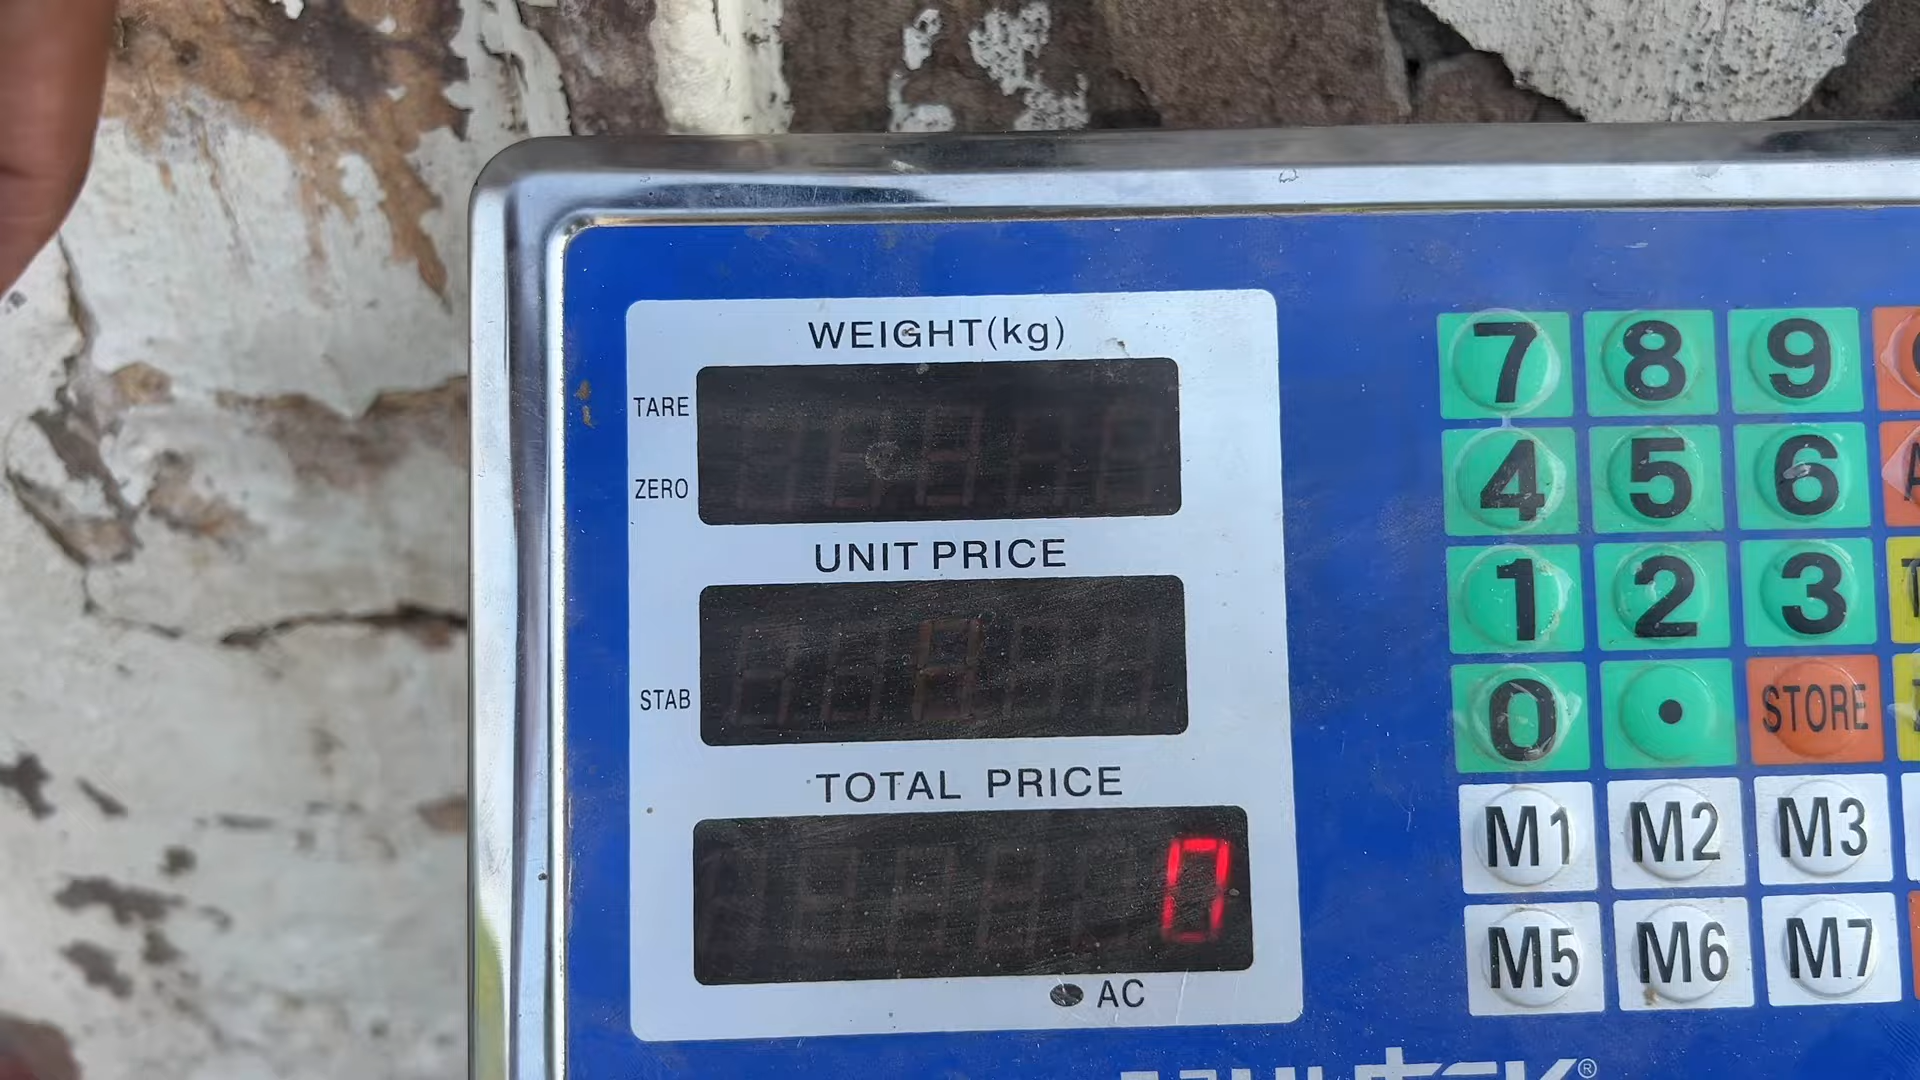 WEIGHT(kg)
TARE
ZERO
UNIT PRICE
STAB
TOTAL PRICE
0
AC
7 8 9
4 5 6
1 2 3
0 . STORE
M1 M2 M3
M5 M6 M7